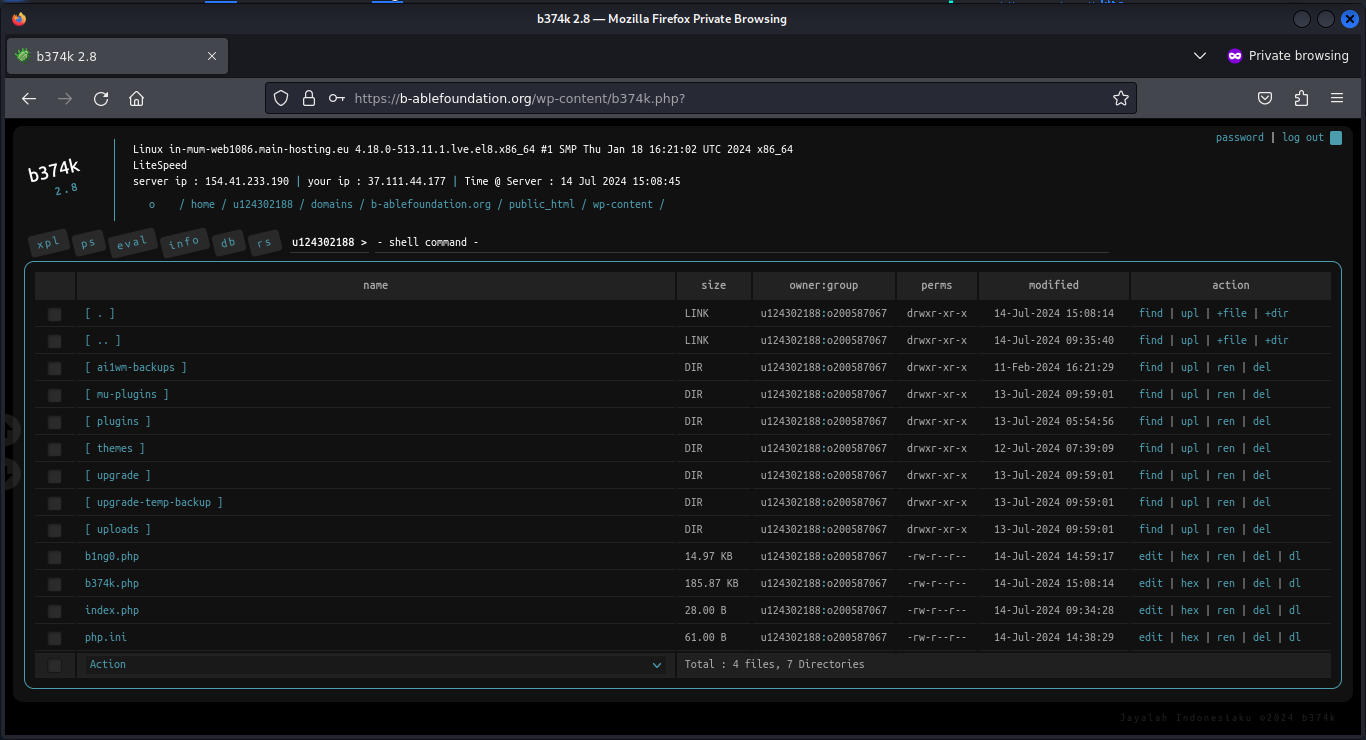 b374k 2.8 — Mozilla Firefox Private Browsing
b374k 2.8
Private browsing
https://b-ablefoundation.org/wp-content/b374k.php?
password | log out
b374k
2.8
Linux in-mum-web1086.main-hosting.eu 4.18.0-513.11.1.lve.el8.x86_64 #1 SMP Thu Jan 18 16:21:02 UTC 2024 x86_64
LiteSpeed
server ip : 154.41.233.190 | your ip : 37.111.44.177 | Time @ Server : 14 Jul 2024 15:08:45
o / home / u124302188 / domains / b-ablefoundation.org / public_html / wp-content /
xpl ps eval info db rs u124302188 > - shell command -
name size owner:group perms modified action
[ . ] LINK u124302188:o200587067 drwxr-xr-x 14-Jul-2024 15:08:14 find | upl | +file | +dir
[ .. ] LINK u124302188:o200587067 drwxr-xr-x 14-Jul-2024 09:35:40 find | upl | +file | +dir
[ ai1wm-backups ] DIR u124302188:o200587067 drwxr-xr-x 11-Feb-2024 16:21:29 find | upl | ren | del
[ mu-plugins ] DIR u124302188:o200587067 drwxr-xr-x 13-Jul-2024 09:59:01 find | upl | ren | del
[ plugins ] DIR u124302188:o200587067 drwxr-xr-x 13-Jul-2024 05:54:56 find | upl | ren | del
[ themes ] DIR u124302188:o200587067 drwxr-xr-x 12-Jul-2024 07:39:09 find | upl | ren | del
[ upgrade ] DIR u124302188:o200587067 drwxr-xr-x 13-Jul-2024 09:59:01 find | upl | ren | del
[ upgrade-temp-backup ] DIR u124302188:o200587067 drwxr-xr-x 13-Jul-2024 09:59:01 find | upl | ren | del
[ uploads ] DIR u124302188:o200587067 drwxr-xr-x 13-Jul-2024 09:59:01 find | upl | ren | del
b1ng0.php 14.97 KB u124302188:o200587067 -rw-r--r-- 14-Jul-2024 14:59:17 edit | hex | ren | del | dl
b374k.php 185.87 KB u124302188:o200587067 -rw-r--r-- 14-Jul-2024 15:08:14 edit | hex | ren | del | dl
index.php 28.00 B u124302188:o200587067 -rw-r--r-- 14-Jul-2024 09:34:28 edit | hex | ren | del | dl
php.ini 61.00 B u124302188:o200587067 -rw-r--r-- 14-Jul-2024 14:38:29 edit | hex | ren | del | dl
Action Total : 4 files, 7 Directories
Jayalah Indonesiaku ©2024 b374k